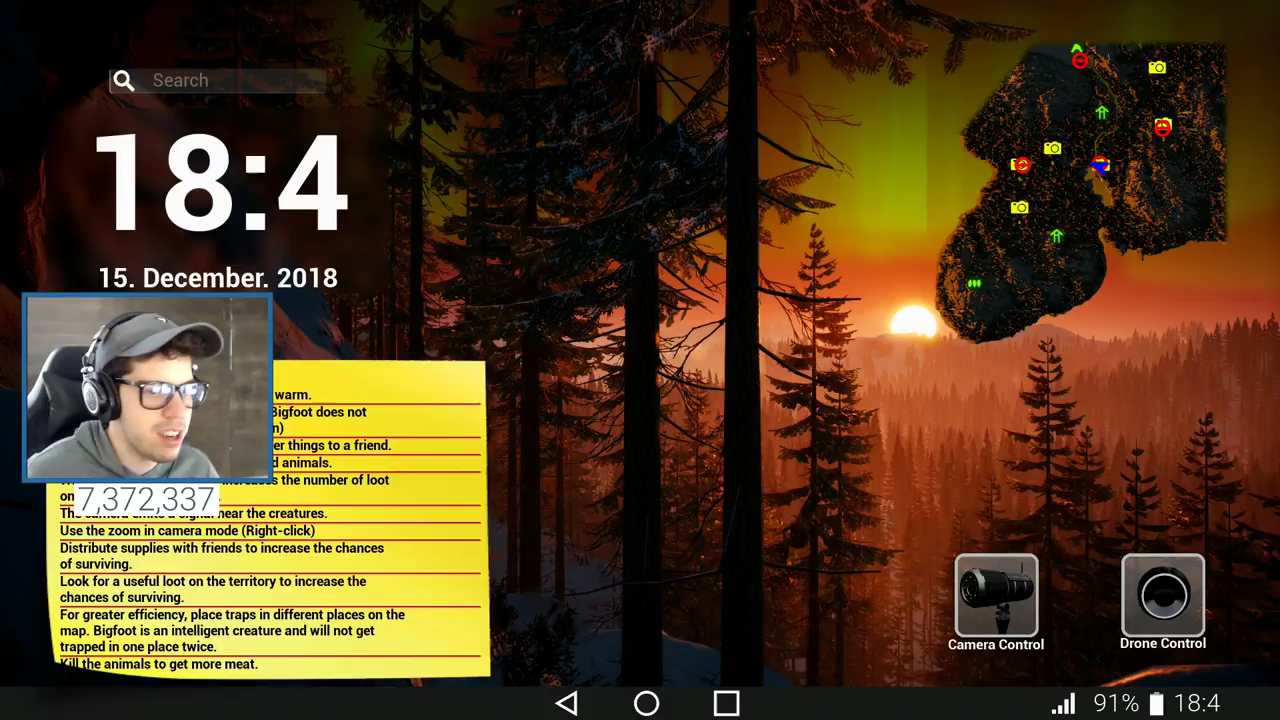 Search
18:4
15. December. 2018
warm.
Bigfoot does not
er things to a friend.
animals.
the number of loot
on
7,372,337
near the creatures.
Use the zoom in camera mode (Right-click)
Distribute supplies with friends to increase the chances
of surviving.
Look for a useful loot on the territory to increase the
chances of surviving.
For greater efficiency, place traps in different places on the
map. Bigfoot is an intelligent creature and will not get
trapped in one place twice.
Kill the animals to get more meat.
Camera Control
Drone Control
91%
18:4